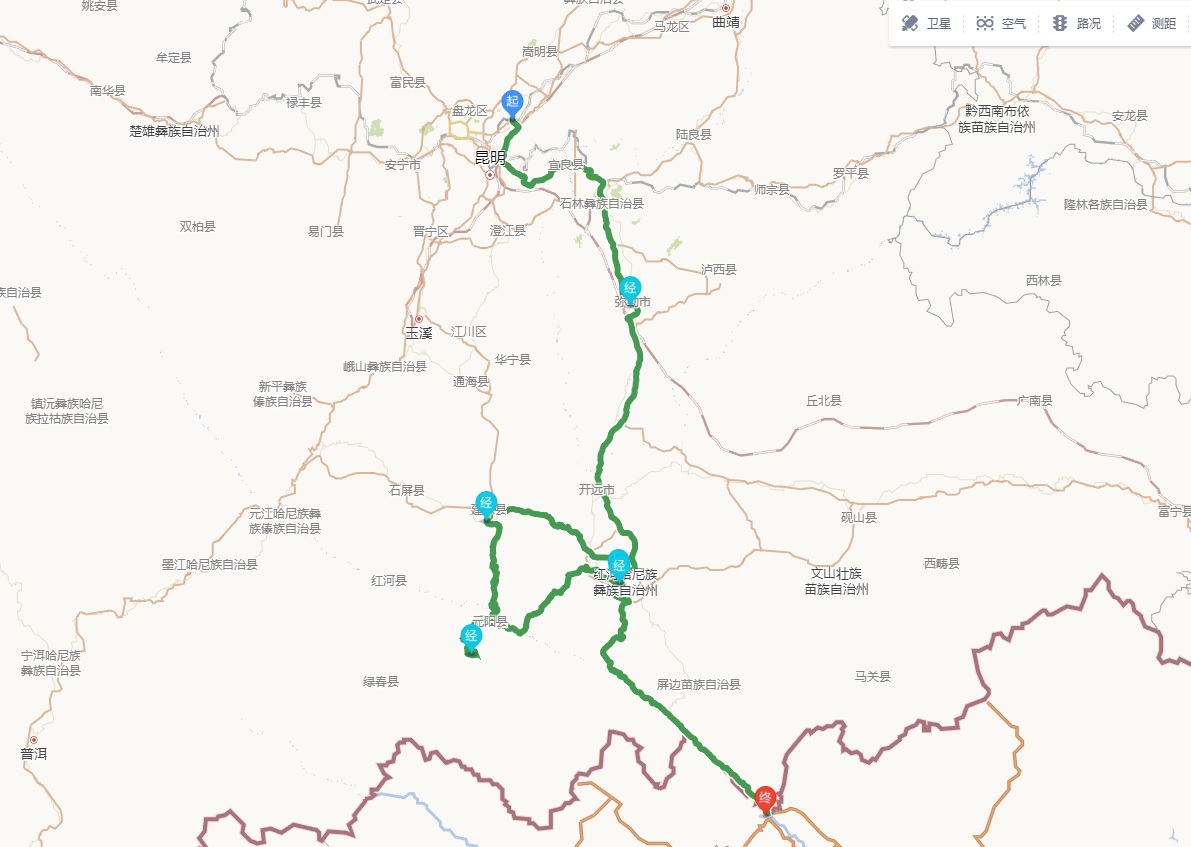 姚安县
彝族自治县
曲靖
马龙区
卫星
空气
路况
测距
嵩明县
牟定县
富民县
南华县
禄丰县
起
盘龙区
楚雄彝族自治州
黔西南布依
族苗族自治州
安龙县
陆良县
昆明
安宁市
宜良县
罗平县
师宗县
石林彝族自治县
隆林各族自治县
双柏县
易门县
晋宁区
澄江县
泸西县
西林县
族自治县
经
弥勒市
玉溪
江川区
华宁县
峨山彝族自治县
通海县
新平彝族
傣族自治县
镇沅彝族哈尼
族拉祜族自治县
丘北县
广南县
石屏县
开远市
经
元江哈尼族彝
族傣族自治县
砚山县
富宁县
墨江哈尼族自治县
红河县
经
彝族自治州
文山壮族
苗族自治州
西畴县
元阳县
经
宁洱哈尼族
彝族自治县
绿春县
屏边苗族自治县
马关县
普洱
终